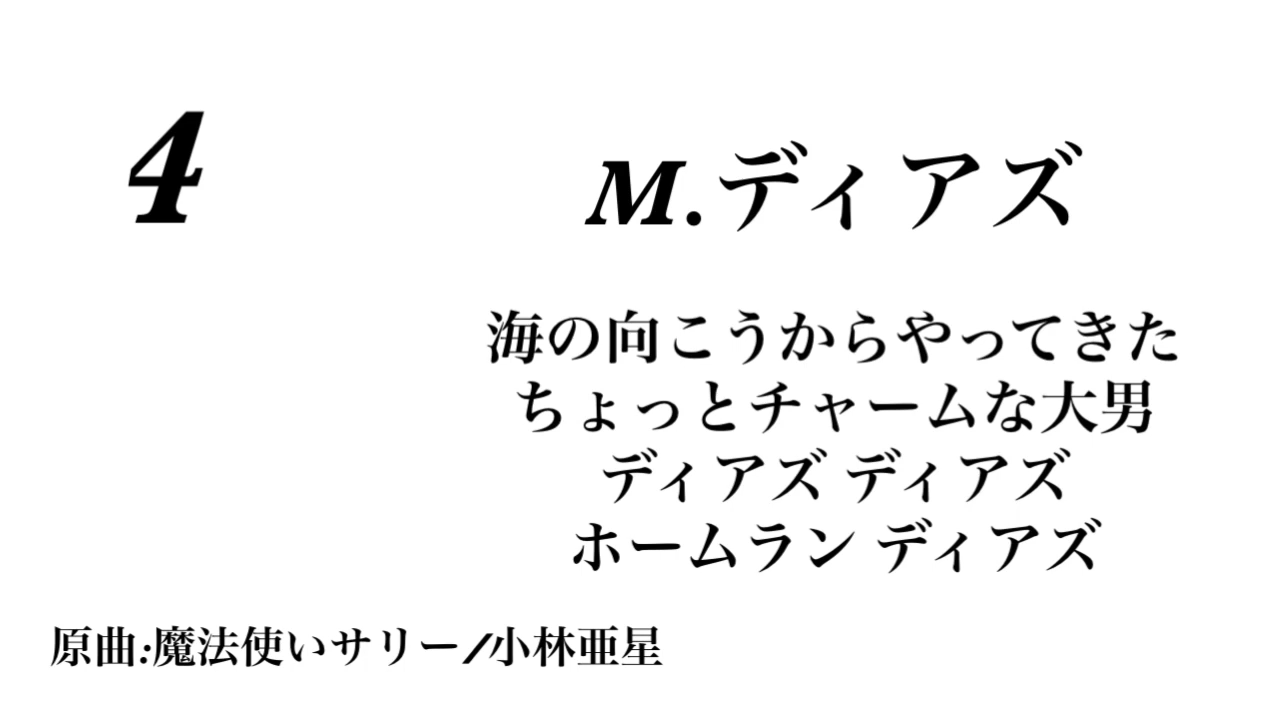 4
M.ディアズ
海の向こうからやってきた
ちょっとチャームな大男
ディアズ ディアズ
ホームラン ディアズ
原曲:魔法使いサリー/小林亜星